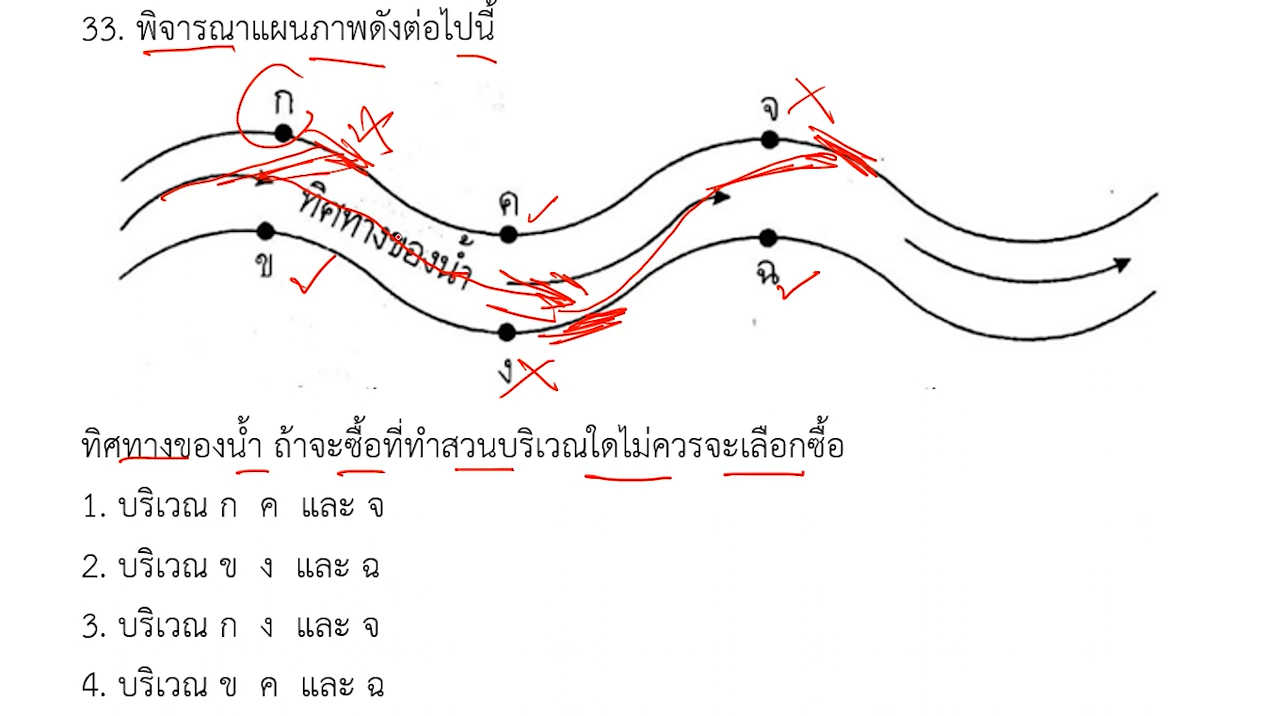 33. พิจารณาแผนภาพดังต่อไปนี้
ก
จ
ค
ทิศทางของน้ำ
ข
ฉ
ง
ทิศทางของน้ำ ถ้าจะซื้อที่ทำสวนบริเวณใดไม่ควรจะเลือกซื้อ
1. บริเวณ ก ค และ จ
2. บริเวณ ข ง และ ฉ
3. บริเวณ ก ง และ จ
4. บริเวณ ข ค และ ฉ